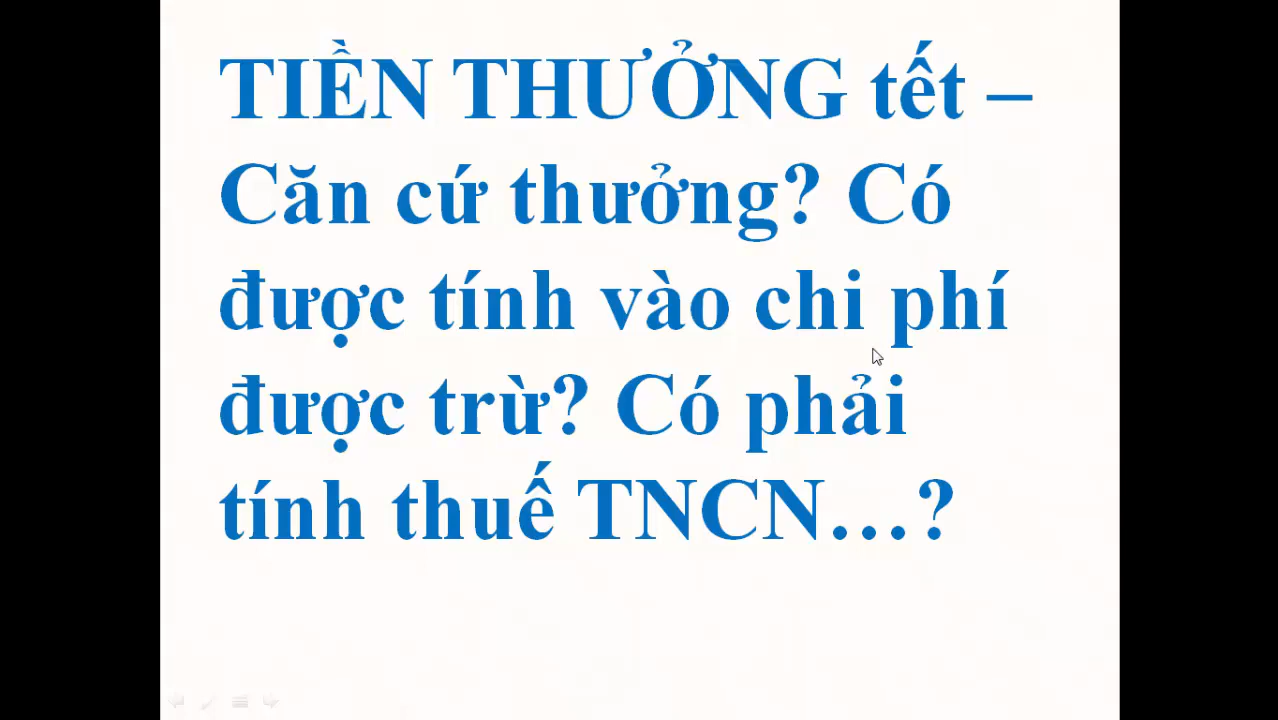 TIỀN THƯỞNG tết –
Căn cứ thưởng? Có
được tính vào chi phí
được trừ? Có phải
tính thuế TNCN…?